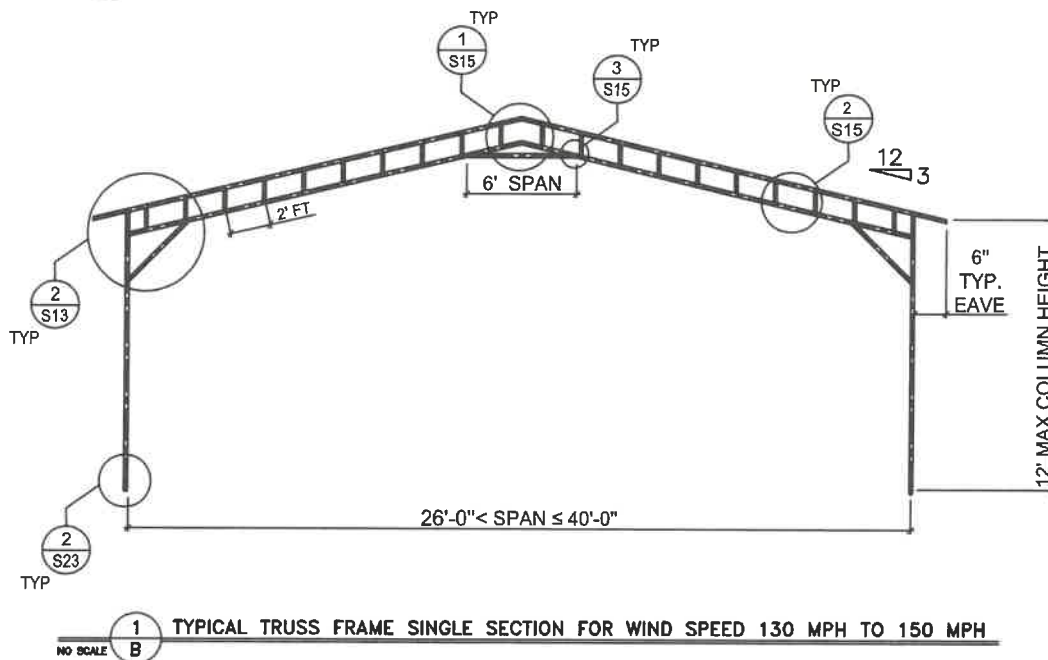 TYP
1
S15
TYP
3
S15
TYP
2
S15
12
3
6' SPAN
2' FT
6"
TYP.
EAVE
12' MAX COLUMN HEIGHT
2
S13
TYP
26'-0"< SPAN ≤ 40'-0"
2
S23
TYP
1
B
TYPICAL TRUSS FRAME SINGLE SECTION FOR WIND SPEED 130 MPH TO 150 MPH
NO SCALE